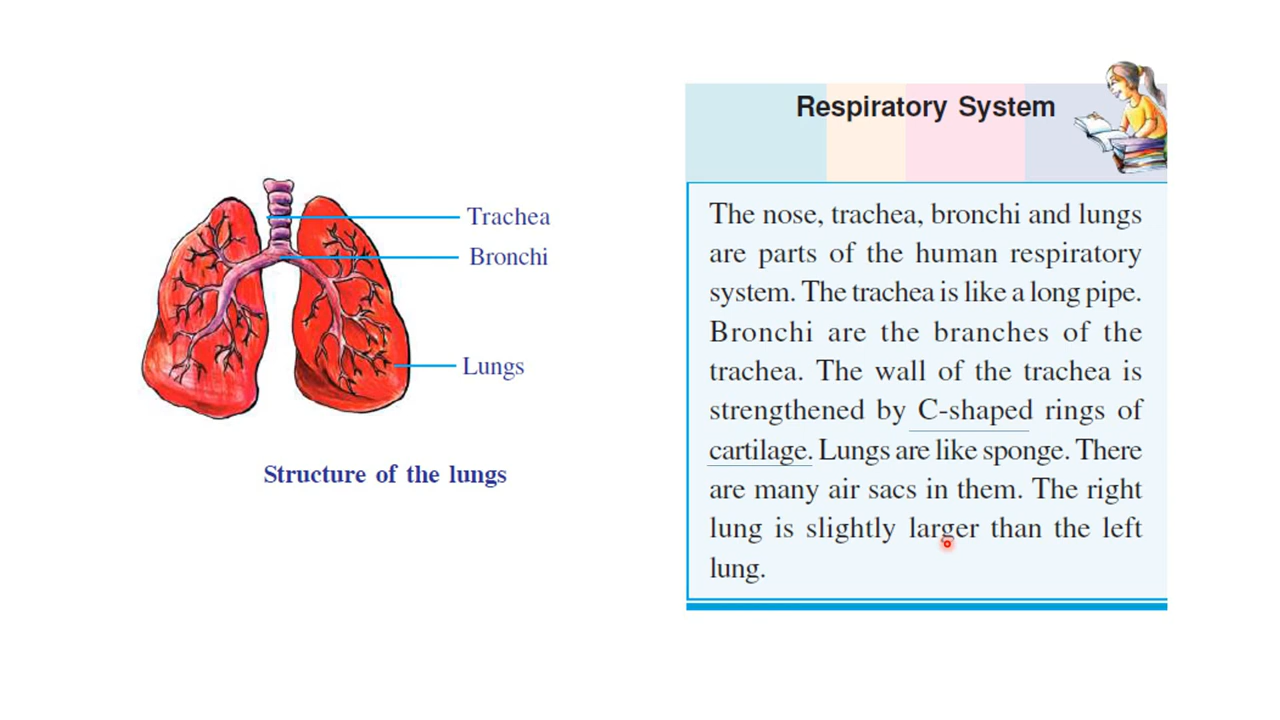 Trachea
Bronchi
Lungs
Structure of the lungs
Respiratory System
The nose, trachea, bronchi and lungs
are parts of the human respiratory
system. The trachea is like a long pipe.
Bronchi are the branches of the
trachea. The wall of the trachea is
strengthened by C-shaped rings of
cartilage. Lungs are like sponge. There
are many air sacs in them. The right
lung is slightly larger than the left
lung.